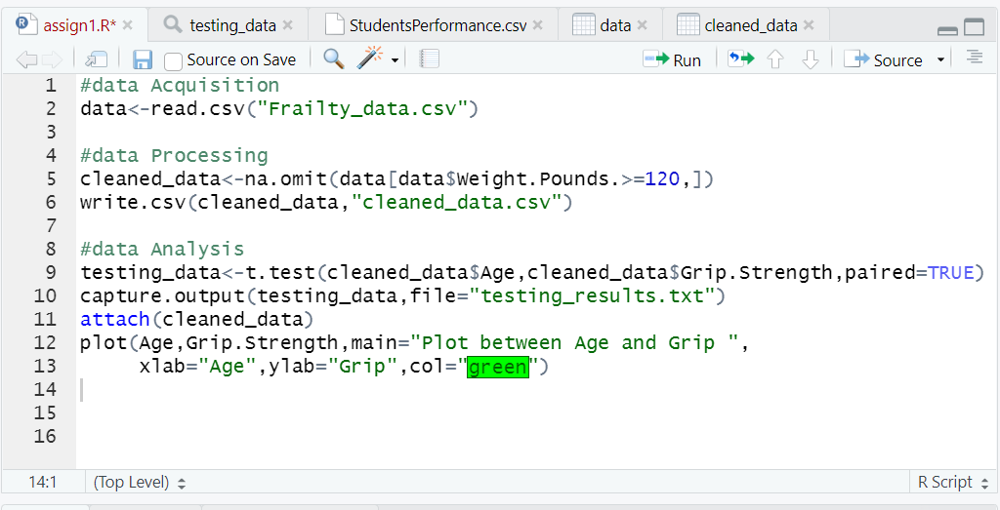 assign1.R* testing_data StudentsPerformance.csv data cleaned_data
Source on Save Run Source
1 #data Acquisition
2 data<-read.csv("Frailty_data.csv")
3
4 #data Processing
5 cleaned_data<-na.omit(data[data$Weight.Pounds.>=120,])
6 write.csv(cleaned_data,"cleaned_data.csv")
7
8 #data Analysis
9 testing_data<-t.test(cleaned_data$Age,cleaned_data$Grip.Strength,paired=TRUE)
10 capture.output(testing_data,file="testing_results.txt")
11 attach(cleaned_data)
12 plot(Age,Grip.Strength,main="Plot between Age and Grip ",
13      xlab="Age",ylab="Grip",col="green")
14
15
16
14:1 (Top Level) R Script